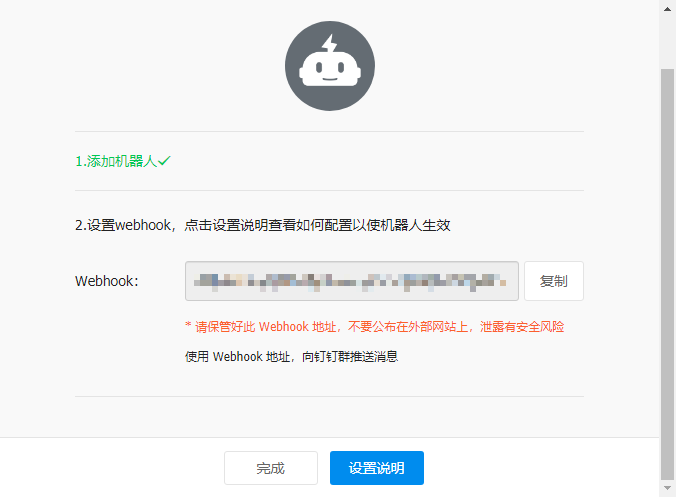 1.添加机器人
2.设置webhook，点击设置说明查看如何配置以使机器人生效
Webhook： 复制
* 请保管好此 Webhook 地址，不要公布在外部网站上，泄露有安全风险
使用 Webhook 地址，向钉钉群推送消息
完成 设置说明